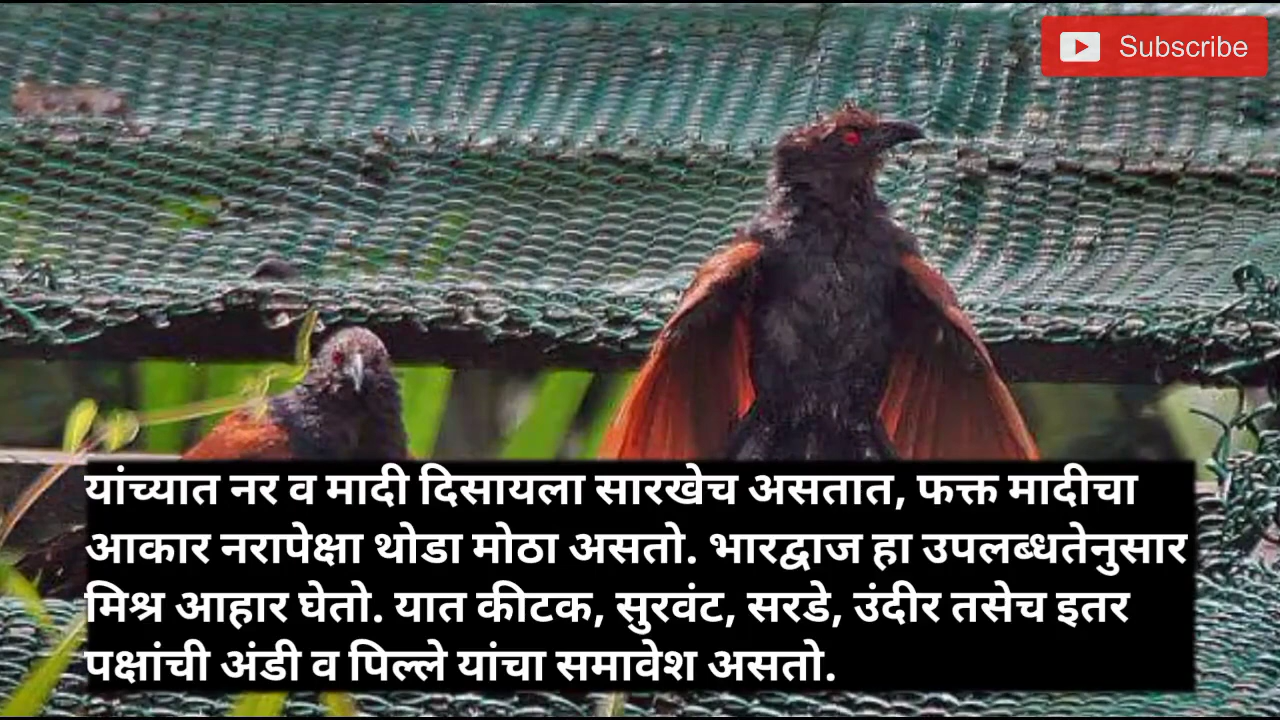 Subscribe
यांच्यात नर व मादी दिसायला सारखेच असतात, फक्त मादीचा
आकार नरापेक्षा थोडा मोठा असतो. भारद्वाज हा उपलब्धतेनुसार
मिश्र आहार घेतो. यात कीटक, सुरवंट, सरडे, उंदीर तसेच इतर
पक्षांची अंडी व पिल्ले यांचा समावेश असतो.